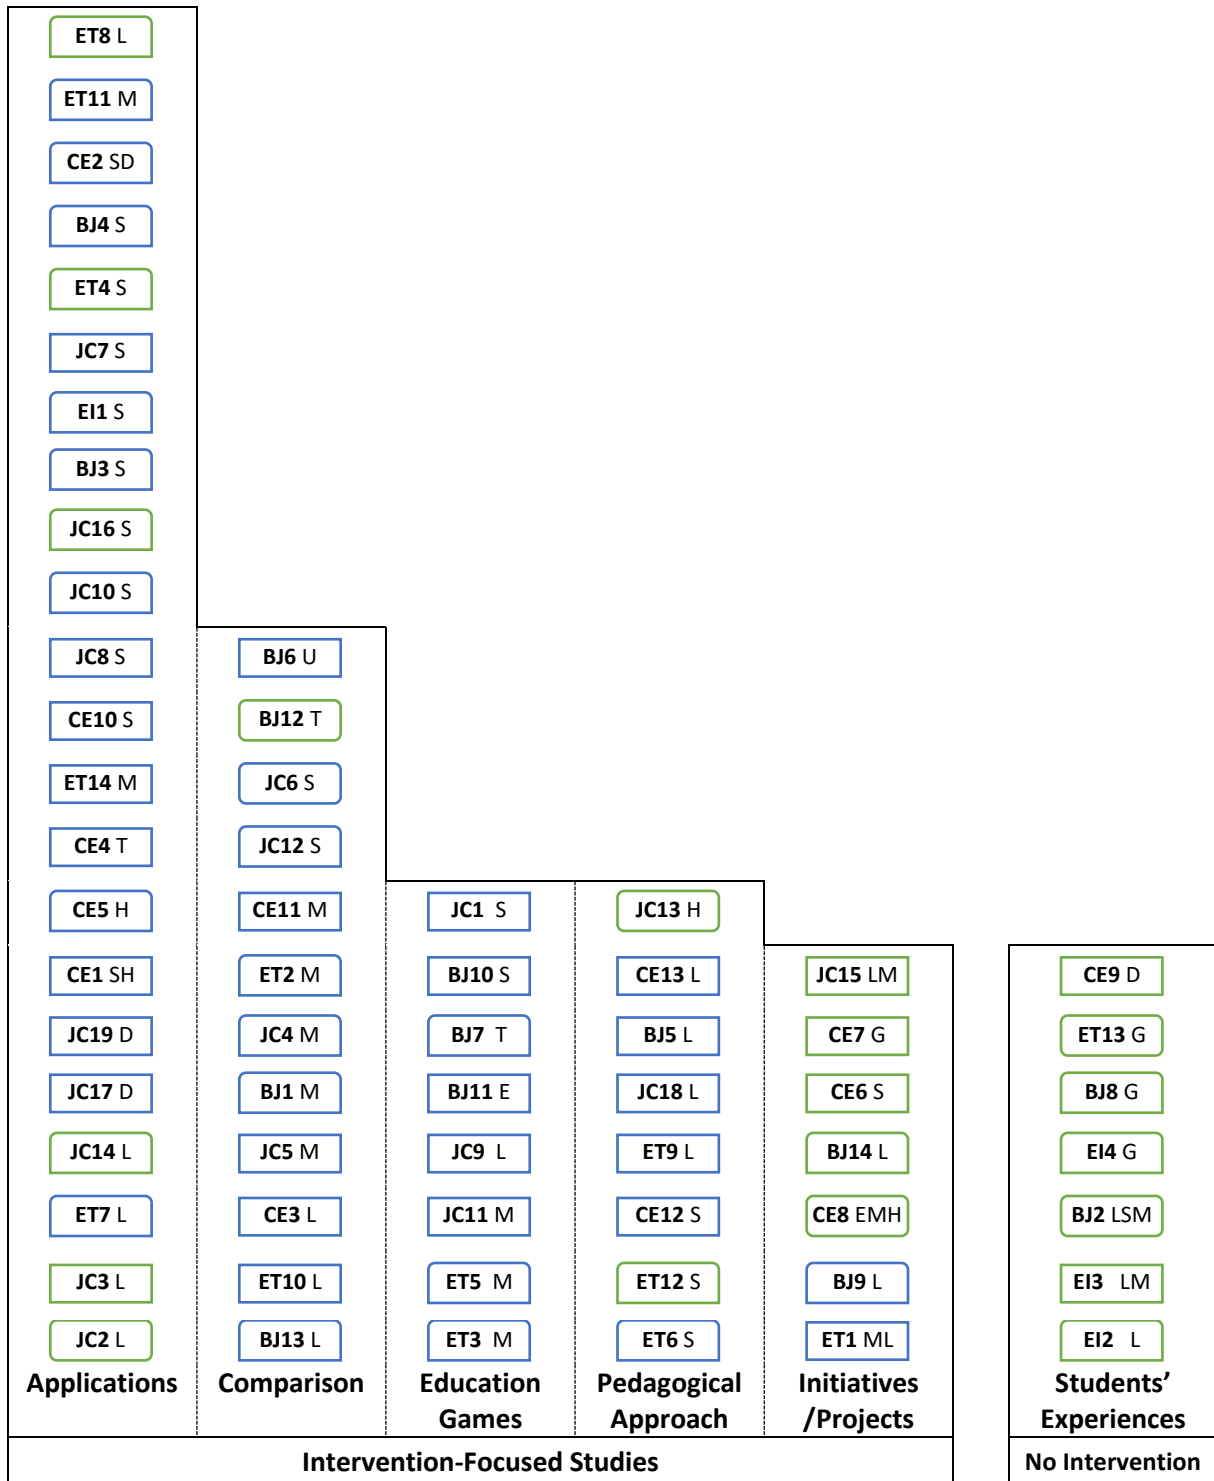 ET8 L
ET11 M
CE2 SD
BJ4 S
ET4 S
JC7 S
EI1 S
BJ3 S
JC16 S
JC10 S
JC8 S BJ6 U
CE10 S BJ12 T
ET14 M JC6 S
CE4 T JC12 S
CE5 H CE11 M JC1 S JC13 H
CE1 SH ET2 M BJ10 S CE13 L JC15 LM CE9 D
JC19 D JC4 M BJ7 T BJ5 L CE7 G ET13 G
JC17 D BJ1 M BJ11 E JC18 L CE6 S BJ8 G
JC14 L JC5 M JC9 L ET9 L BJ14 L EI4 G
ET7 L CE3 L JC11 M CE12 S CE8 EMH BJ2 LSM
JC3 L ET10 L ET5 M ET12 S BJ9 L EI3 LM
JC2 L BJ13 L ET3 M ET6 S ET1 ML EI2 L
Applications Comparison Education Pedagogical Initiatives Students’
Games Approach /Projects Experiences
Intervention-Focused Studies No Intervention